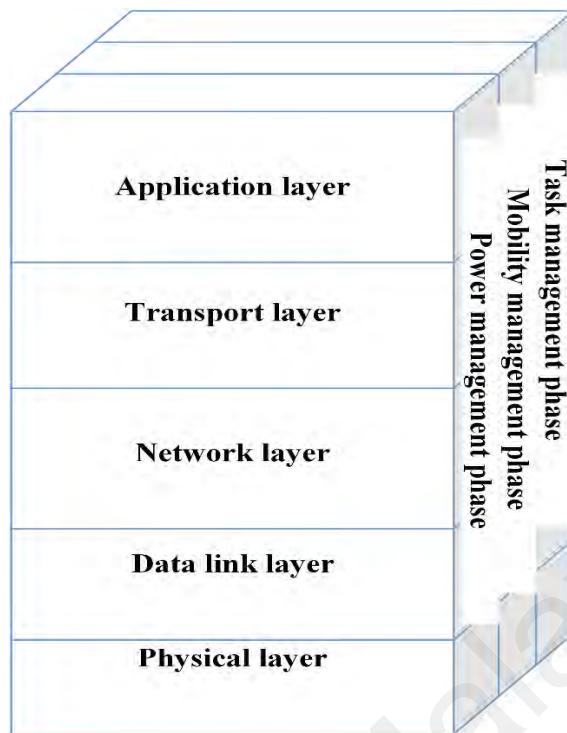 Application layer
Transport layer
Network layer
Data link layer
Physical layer
Power management phase
Mobility management phase
Task management phase